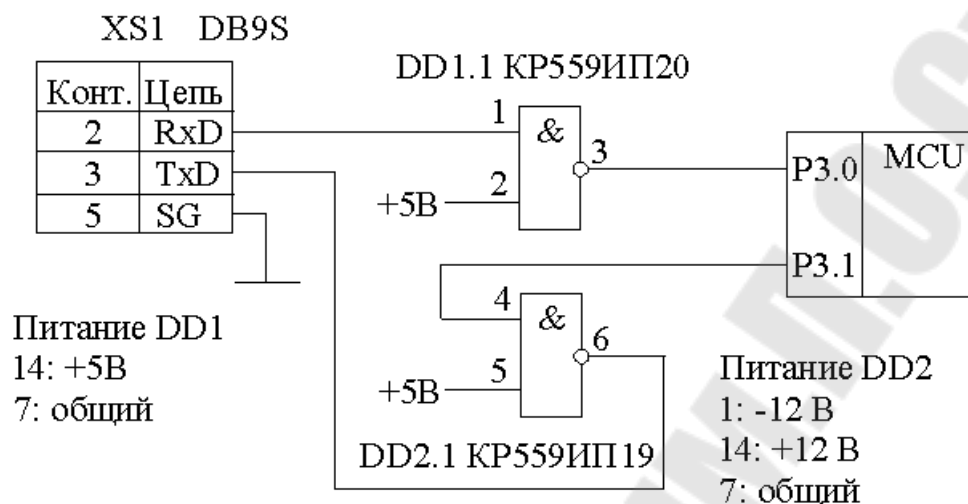 XS1 DB9S
Конт. Цепь
2 RxD
3 TxD
5 SG
DD1.1 КР559ИП20
1
&
2
3
+5В
P3.0
MCU
P3.1
4
&
5
6
+5В
DD2.1 КР559ИП19
Питание DD1
14: +5В
7: общий
Питание DD2
1: -12 В
14: +12 В
7: общий